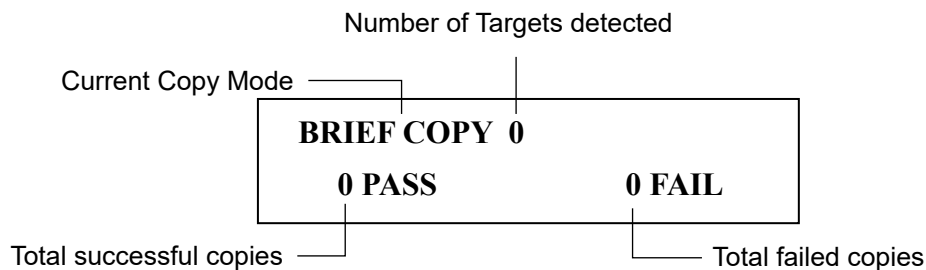 Number of Targets detected
Current Copy Mode
BRIEF COPY 0
0 PASS 0 FAIL
Total successful copies Total failed copies